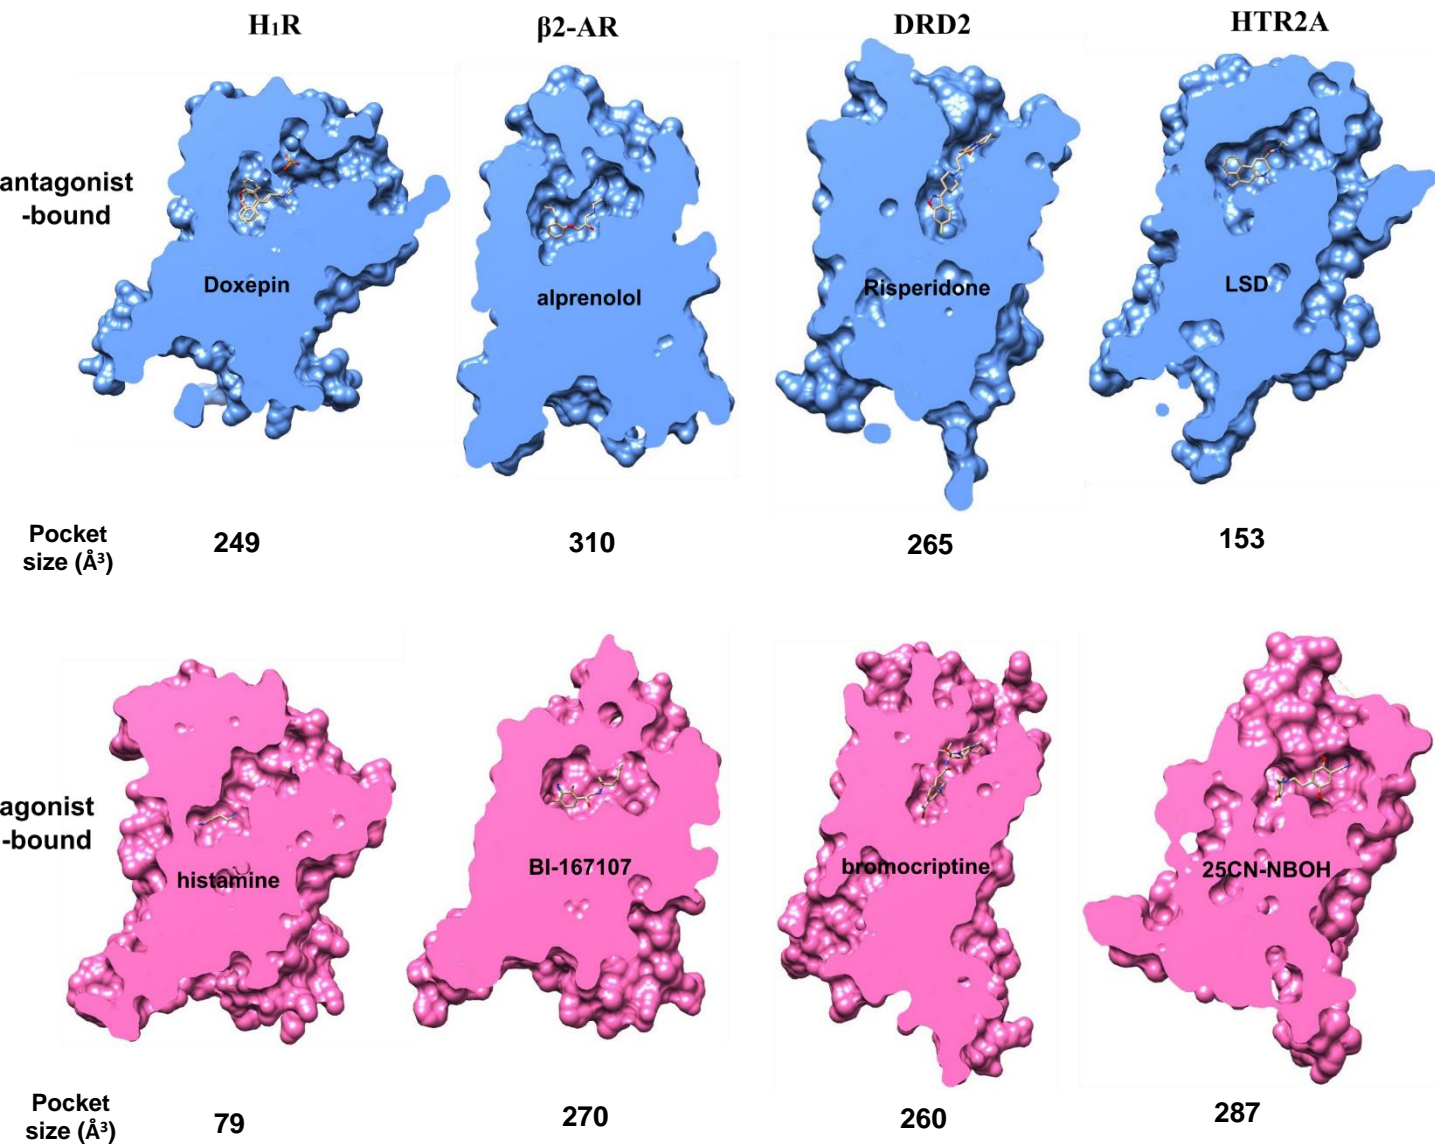 H₁R β2-AR DRD2 HTR2A
antagonist
-bound
Doxepin alprenolol Risperidone LSD
Pocket
size (Å³)
249 310 265 153
agonist
-bound
histamine BI-167107 bromocriptine 25CN-NBOH
Pocket
size (Å³)
79 270 260 287